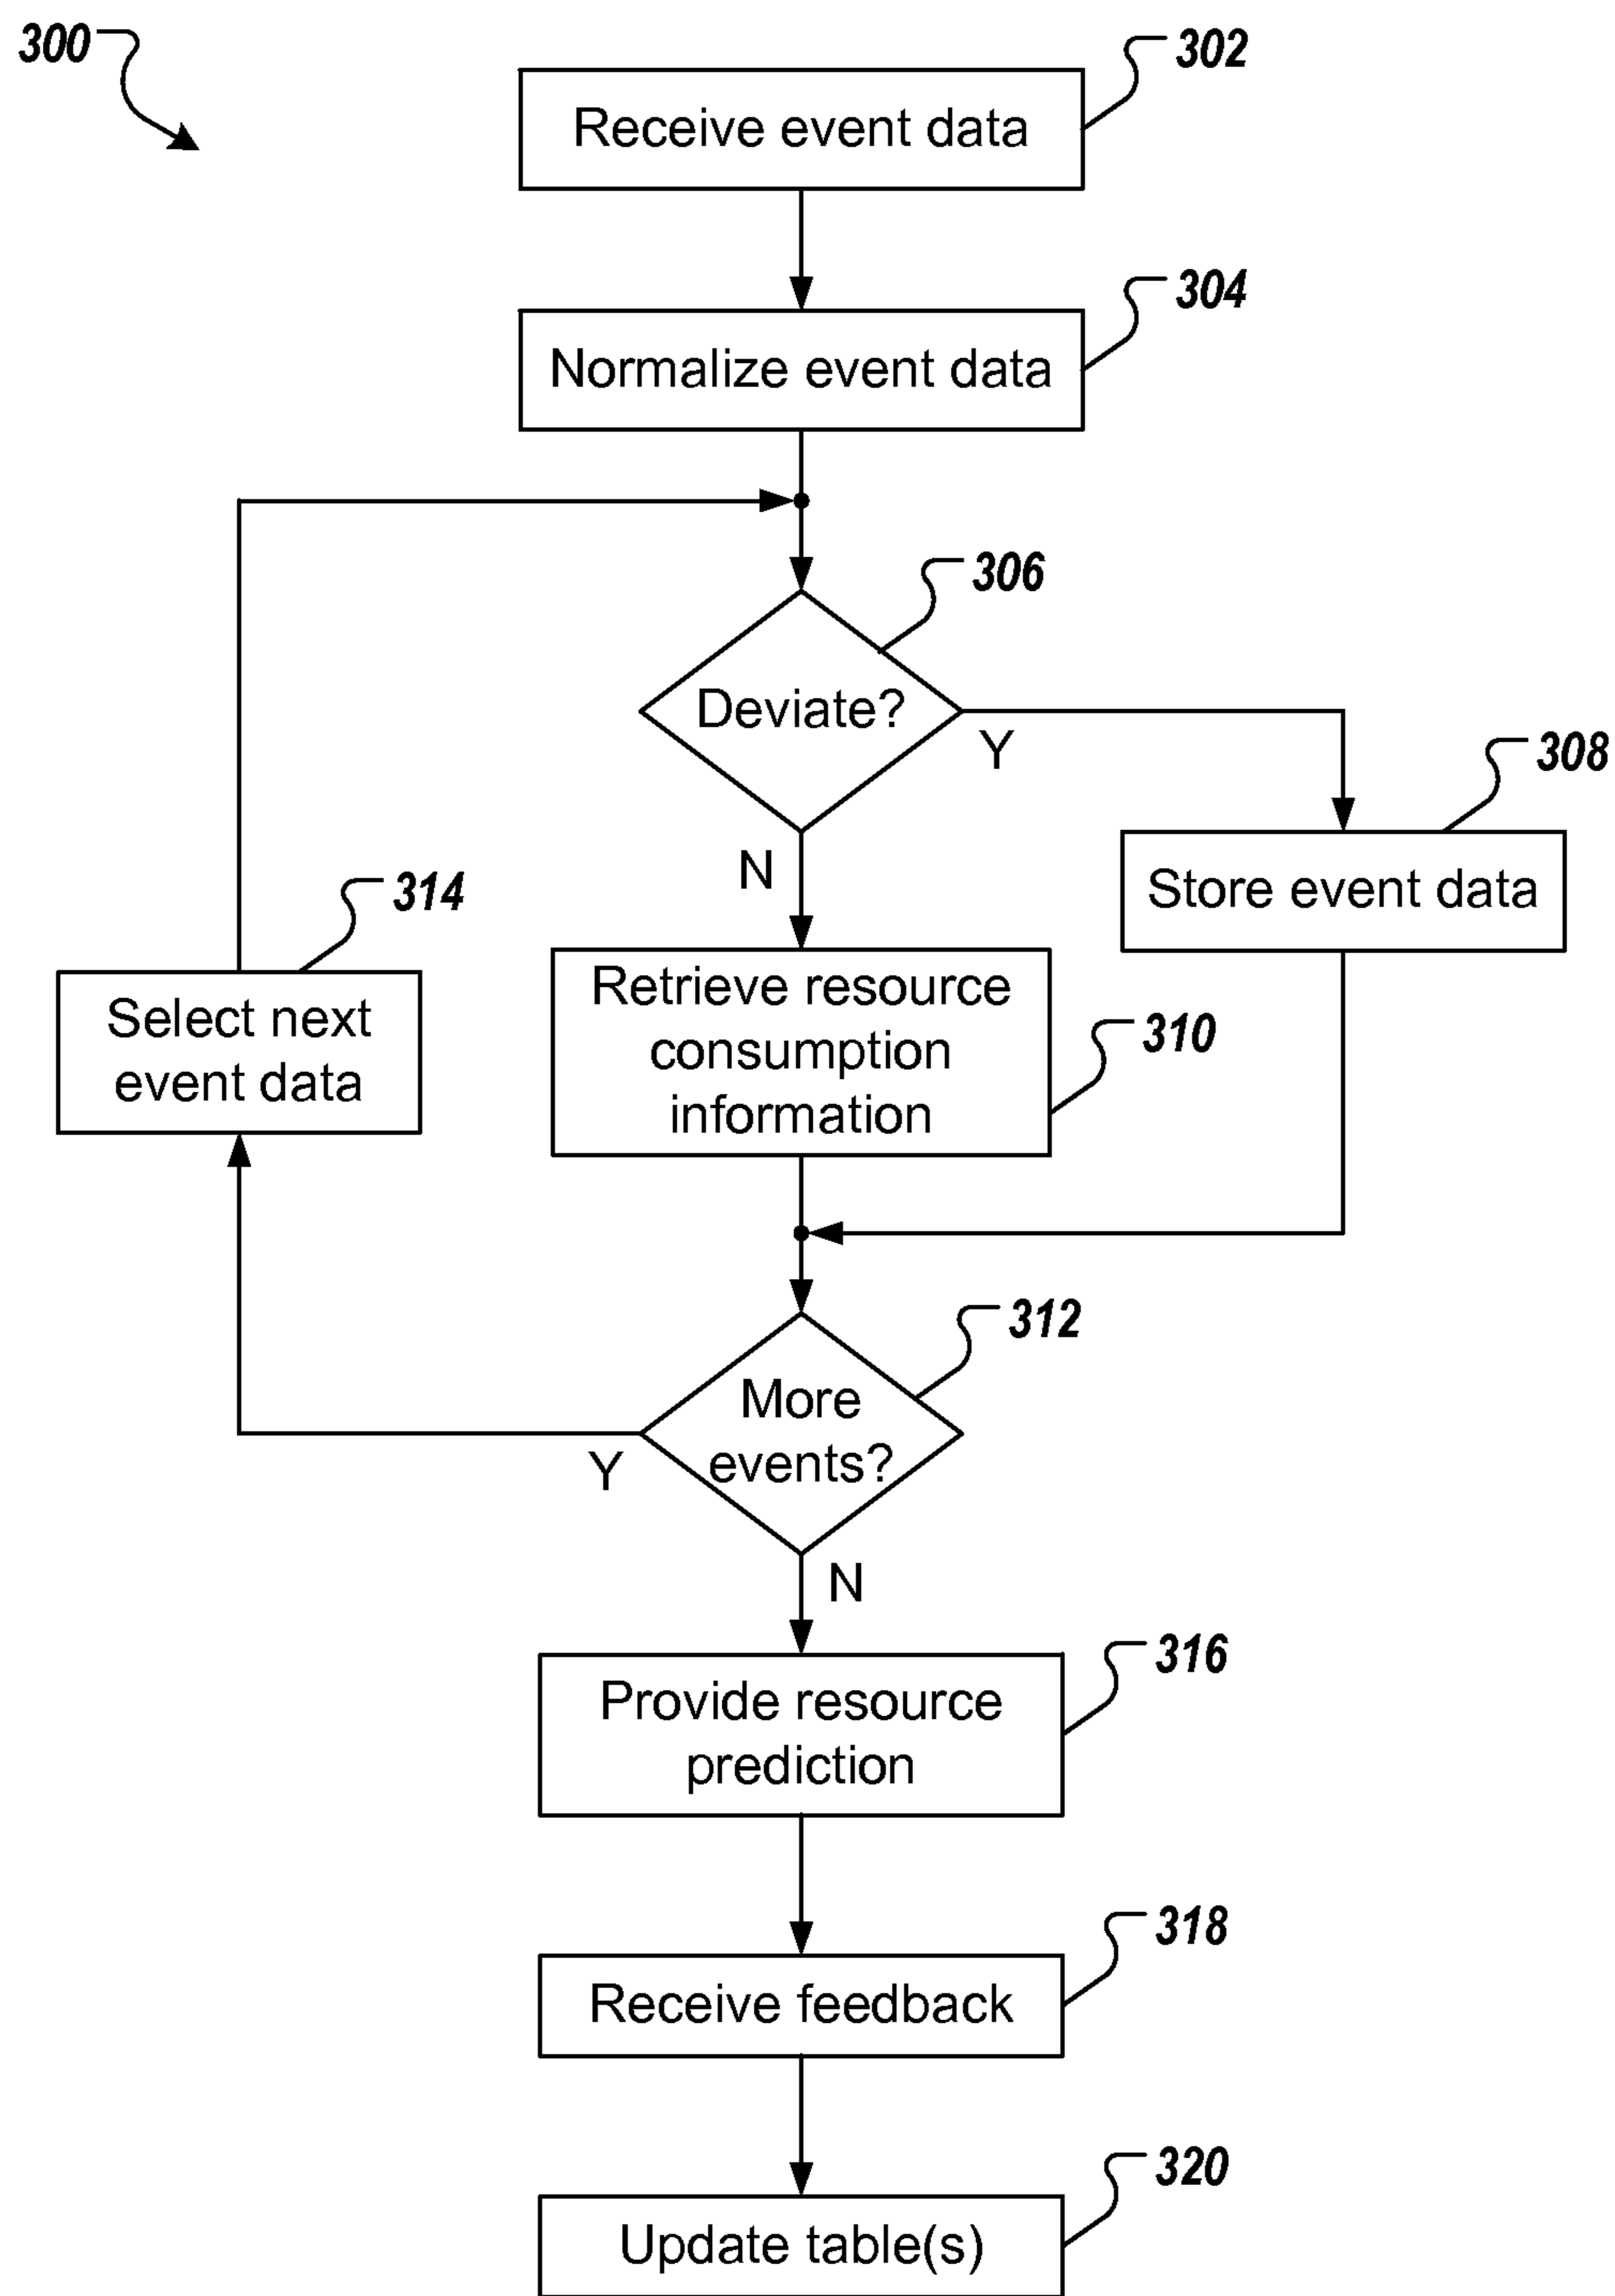 300
302
Receive event data
304
Normalize event data
306
Deviate?
Y
308
N
Store event data
314
Select next
event data
Retrieve resource
consumption
information
310
312
More
events?
Y
N
316
Provide resource
prediction
318
Receive feedback
320
Update table(s)